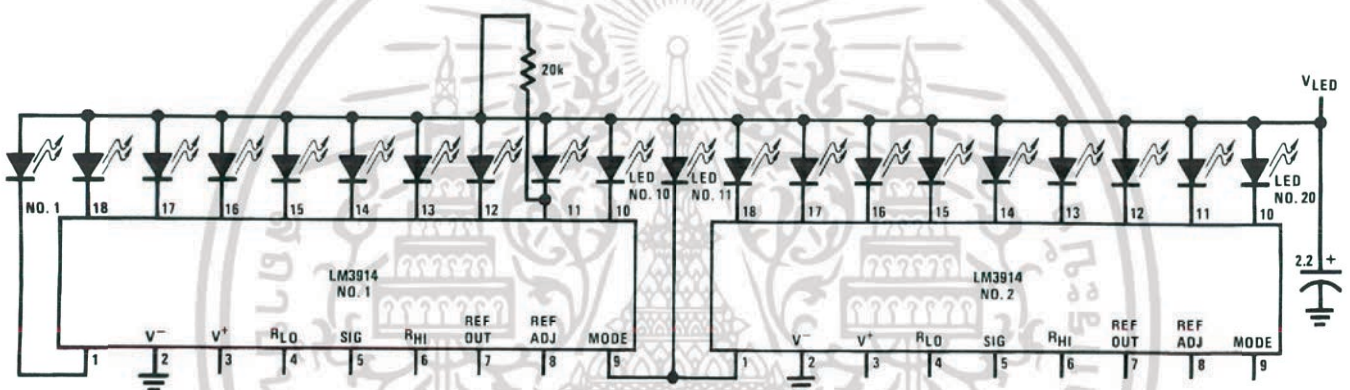 20k
V LED
NO. 1 18 17 16 15 14 13 12 11 10 LED NO. 10 LED NO. 11 18 17 16 15 14 13 12 11 10 LED NO. 20
LM3914 NO. 1
LM3914 NO. 2
2.2 +
V− V+ RLO SIG RHI REF OUT REF ADJ MODE
1 2 3 4 5 6 7 8 9
V− V+ RLO SIG RHI REF OUT REF ADJ MODE
1 2 3 4 5 6 7 8 9